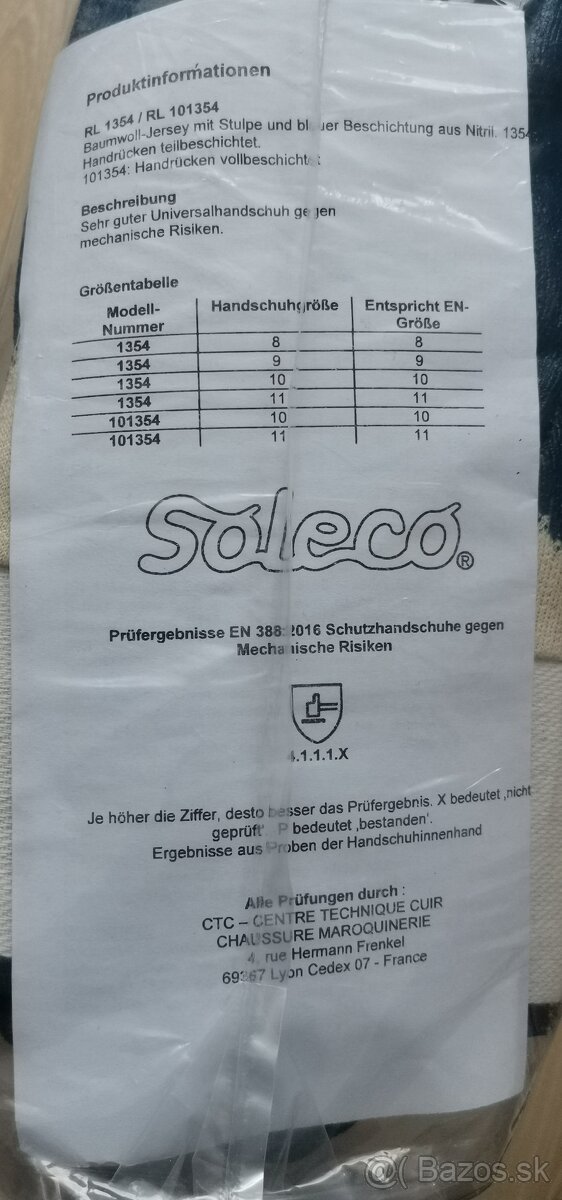 Produktinformationen
RL 1354 / RL 101354
Baumwoll-Jersey mit Stulpe und blauer Beschichtung aus Nitril. 1354:
Handrücken teilbeschichtet.
101354: Handrücken vollbeschichtet
Beschreibung
Sehr guter Universalhandschuh gegen
mechanische Risiken.
Größentabelle
Modell-Nummer Handschuhgröße Entspricht EN-Größe
1354 8 8
1354 9 9
1354 10 10
1354 11 11
101354 10 10
101354 11 11
Soleco®
Prüfergebnisse EN 388:2016 Schutzhandschuhe gegen
Mechanische Risiken
.1.1.1.X
Je höher die Ziffer, desto besser das Prüfergebnis. X bedeutet ‚nicht
geprüft'. P bedeutet ‚bestanden'.
Ergebnisse aus Proben der Handschuhinnenhand
Alle Prüfungen durch :
CTC – CENTRE TECHNIQUE CUIR
CHAUSSURE MAROQUINERIE
4, rue Hermann Frenkel
69367 Lyon Cedex 07 - France
Bazos.sk